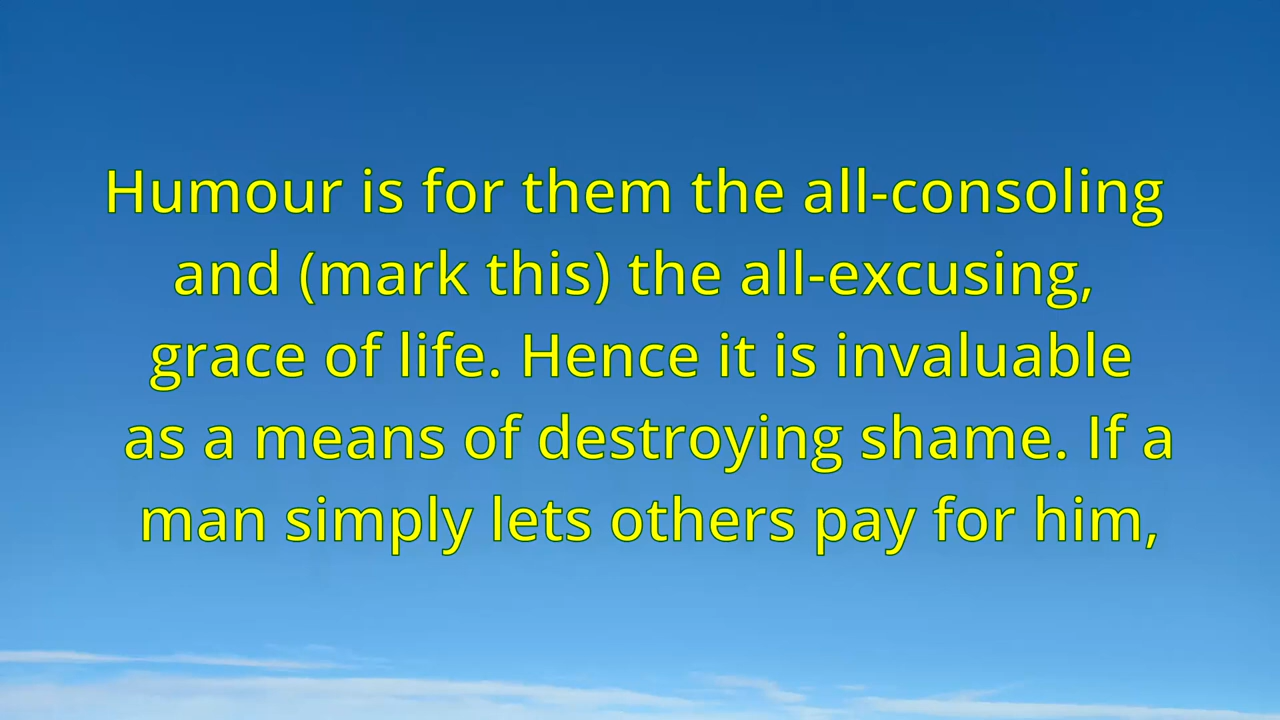 Humour is for them the all-consoling
and (mark this) the all-excusing,
grace of life. Hence it is invaluable
as a means of destroying shame. If a
man simply lets others pay for him,